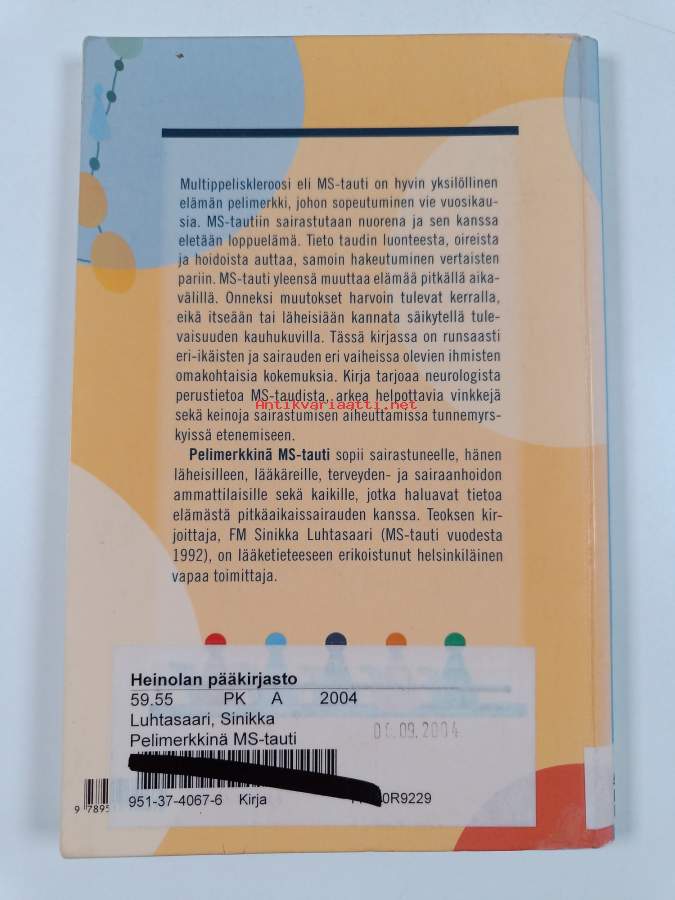 Multippeliskleroosi eli MS-tauti on hyvin yksilöllinen
elämän pelimerkki, johon sopeutuminen vie vuosikau-
sia. MS-tautiin sairastutaan nuorena ja sen kanssa
eletään loppuelämä. Tieto taudin luonteesta, oireista
ja hoidoista auttaa, samoin hakeutuminen vertaisten
pariin. MS-tauti yleensä muuttaa elämää pitkällä aika-
välillä. Onneksi muutokset harvoin tulevat kerralla,
eikä itseään tai läheisiään kannata säikytellä tule-
vaisuuden kauhukuvilla. Tässä kirjassa on runsaasti
eri-ikäisten ja sairauden eri vaiheissa olevien ihmisten
omakohtaisia kokemuksia. Kirja tarjoaa neurologista
perustietoa MS-taudista, arkea helpottavia vinkkejä
Antikvariaatti.net
sekä keinoja sairastumisen aiheuttamissa tunnemyrs-
kyissä etenemiseen.
Pelimerkkinä MS-tauti sopii sairastuneelle, hänen
läheisilleen, lääkäreille, terveyden- ja sairaanhoidon
ammattilaisille sekä kaikille, jotka haluavat tietoa
elämästä pitkäaikaissairauden kanssa. Teoksen kir-
joittaja, FM Sinikka Luhtasaari (MS-tauti vuodesta
1992), on lääketieteeseen erikoistunut helsinkiläinen
vapaa toimittaja.
Heinolan pääkirjasto
59.55 PK A 2004
Luhtasaari, Sinikka
09.2004
Pelimerkkinä MS-tauti
951-37-4067-6 Kirja 0R9229
9 7895